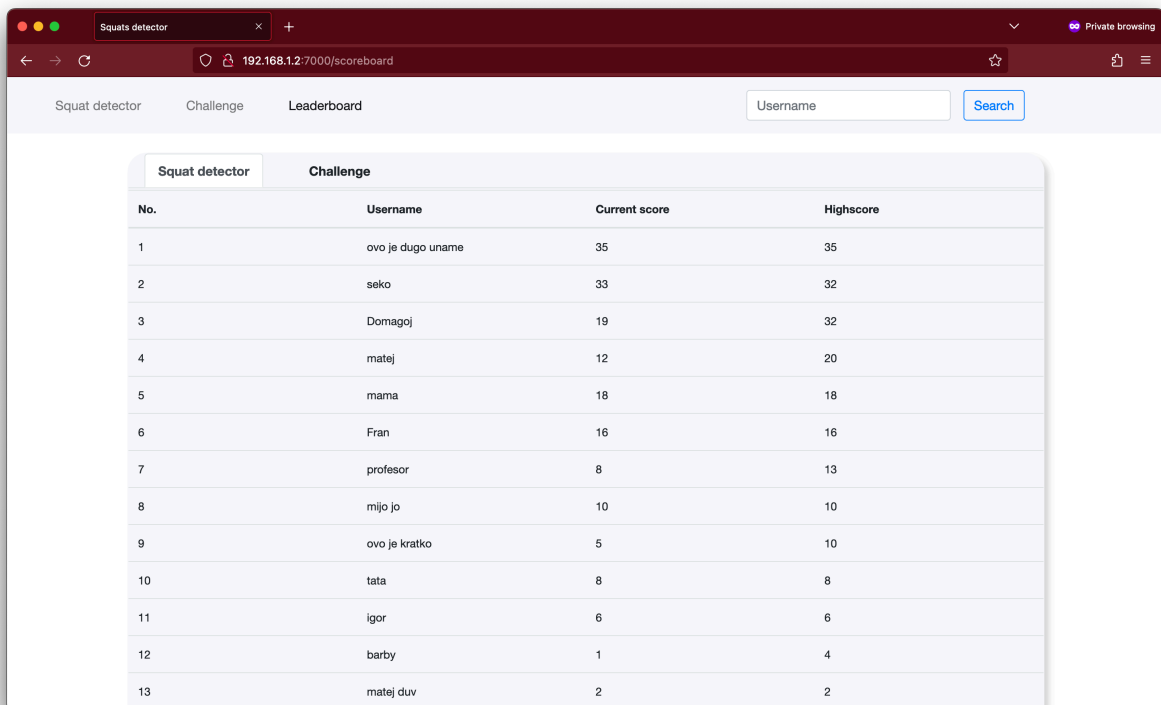 Squats detector
Private browsing
192.168.1.2:7000/scoreboard
Squat detector Challenge Leaderboard Username Search
Squat detector Challenge
No. Username Current score Highscore
1 ovo je dugo uname 35 35
2 seko 33 32
3 Domagoj 19 32
4 matej 12 20
5 mama 18 18
6 Fran 16 16
7 profesor 8 13
8 mijo jo 10 10
9 ovo je kratko 5 10
10 tata 8 8
11 igor 6 6
12 barby 1 4
13 matej duv 2 2